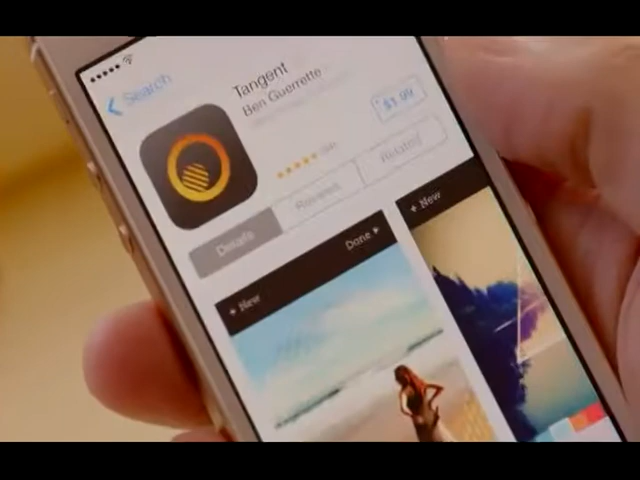 Search
Tangent
Ben Guerrette
+ $1.99
Details
Reviews
Related
+ New
Done
+ New